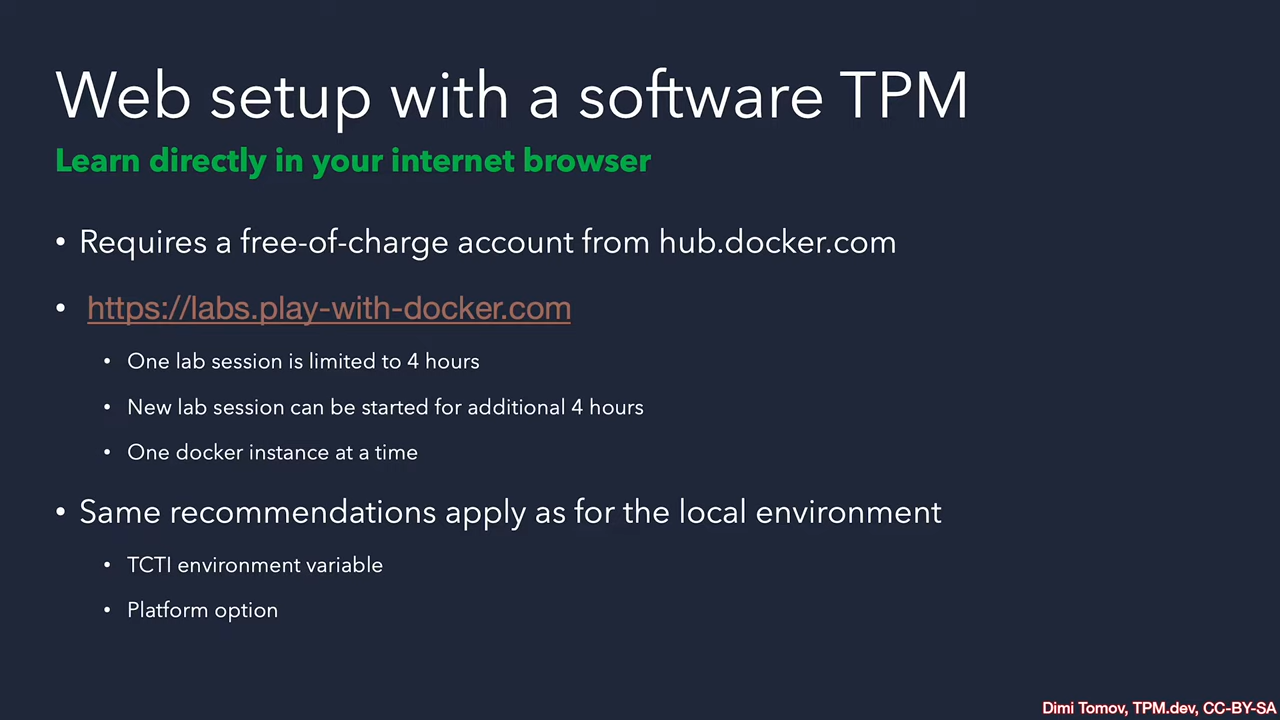 Web setup with a software TPM
Learn directly in your internet browser
• Requires a free-of-charge account from hub.docker.com
• https://labs.play-with-docker.com
• One lab session is limited to 4 hours
• New lab session can be started for additional 4 hours
• One docker instance at a time
• Same recommendations apply as for the local environment
• TCTI environment variable
• Platform option
Dimi Tomov, TPM.dev, CC-BY-SA